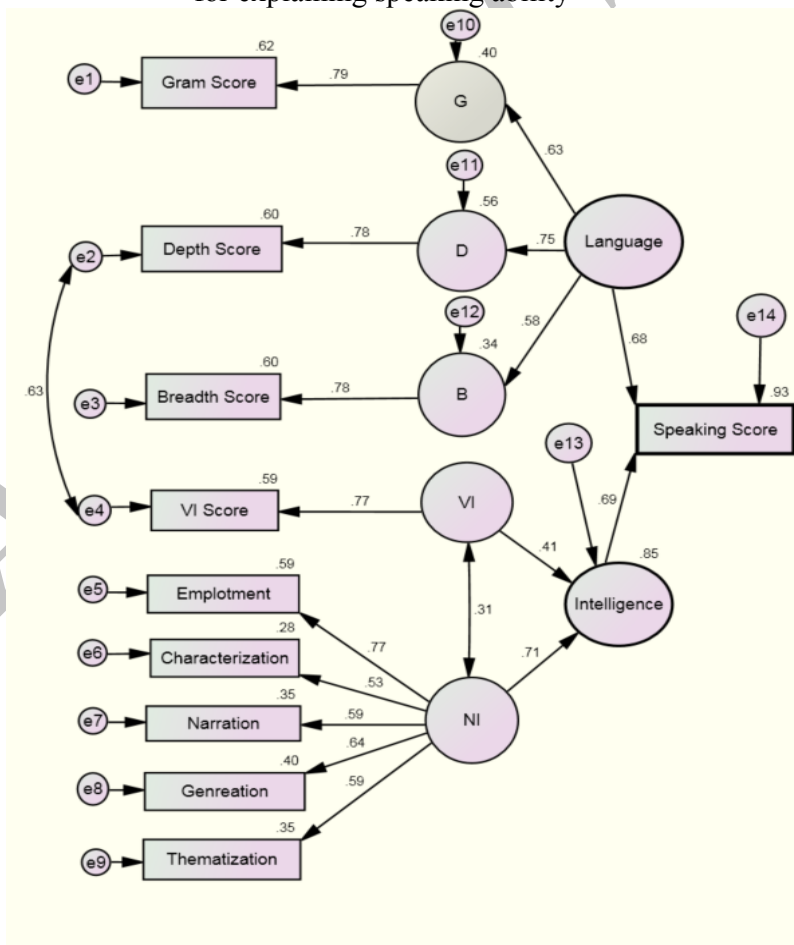 for explaining speaking ability
e10
.62
.40
e1
Gram Score
.79
G
.63
e11
.56
.60
e2
Depth Score
.78
D
.75
Language
e12
.58
.34
.68
e14
.60
.63
e3
Breadth Score
.78
B
.93
Speaking Score
e13
.59
e4
VI Score
.77
VI
.69
.41
.85
.59
e5
Emplotment
Intelligence
.31
.28
e6
Characterization
.77
.71
.53
.35
e7
Narration
.59
NI
.64
.40
e8
Genreation
.59
.35
e9
Thematization